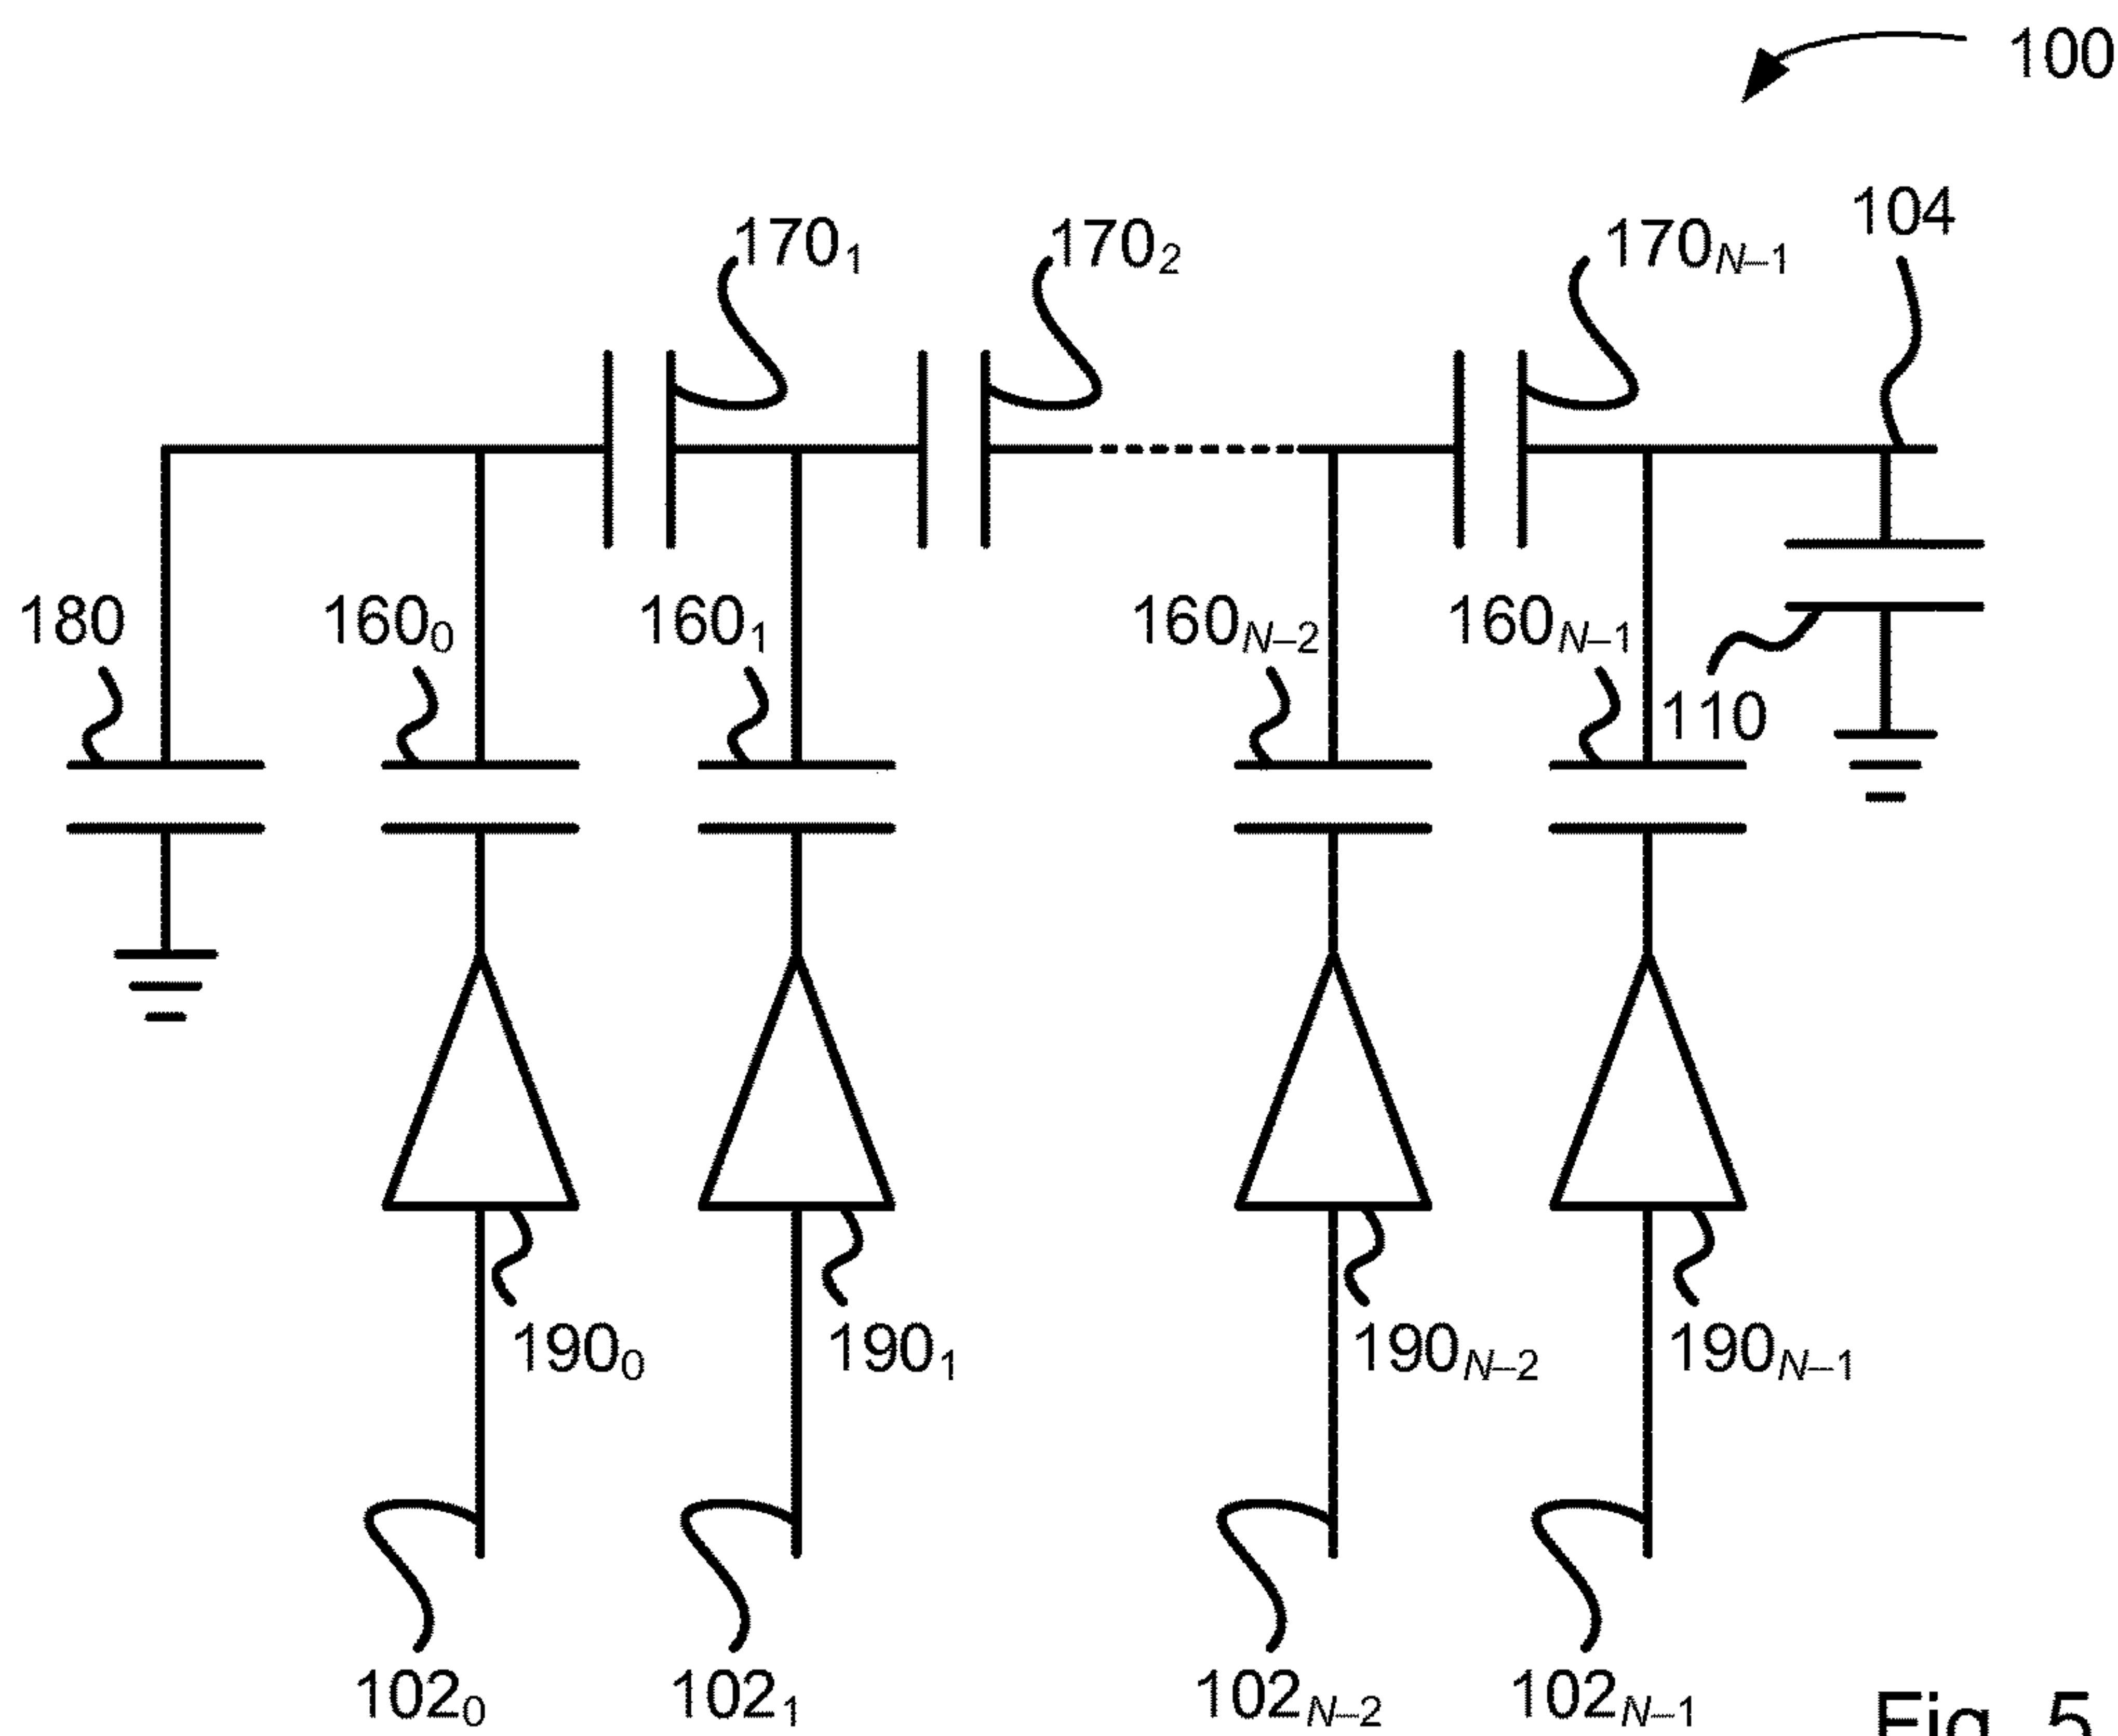 100
104
170₁ 170₂ 170N–1
180 160₀ 160₁ 160N–2 160N–1
110
190₀ 190₁ 190N–2 190N–1
102₀ 102₁ 102N–2 102N–1
Fig. 5